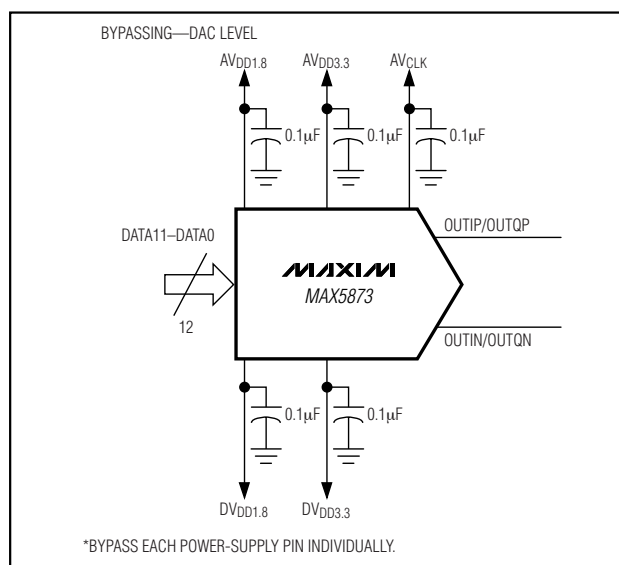 BYPASSING—DAC LEVEL
AVDD1.8 AVDD3.3 AVCLK
0.1µF 0.1µF 0.1µF
DATA11–DATA0
OUTIP/OUTQP
MAXIM
MAX5873
12
OUTIN/OUTQN
0.1µF 0.1µF
DVDD1.8 DVDD3.3
*BYPASS EACH POWER-SUPPLY PIN INDIVIDUALLY.